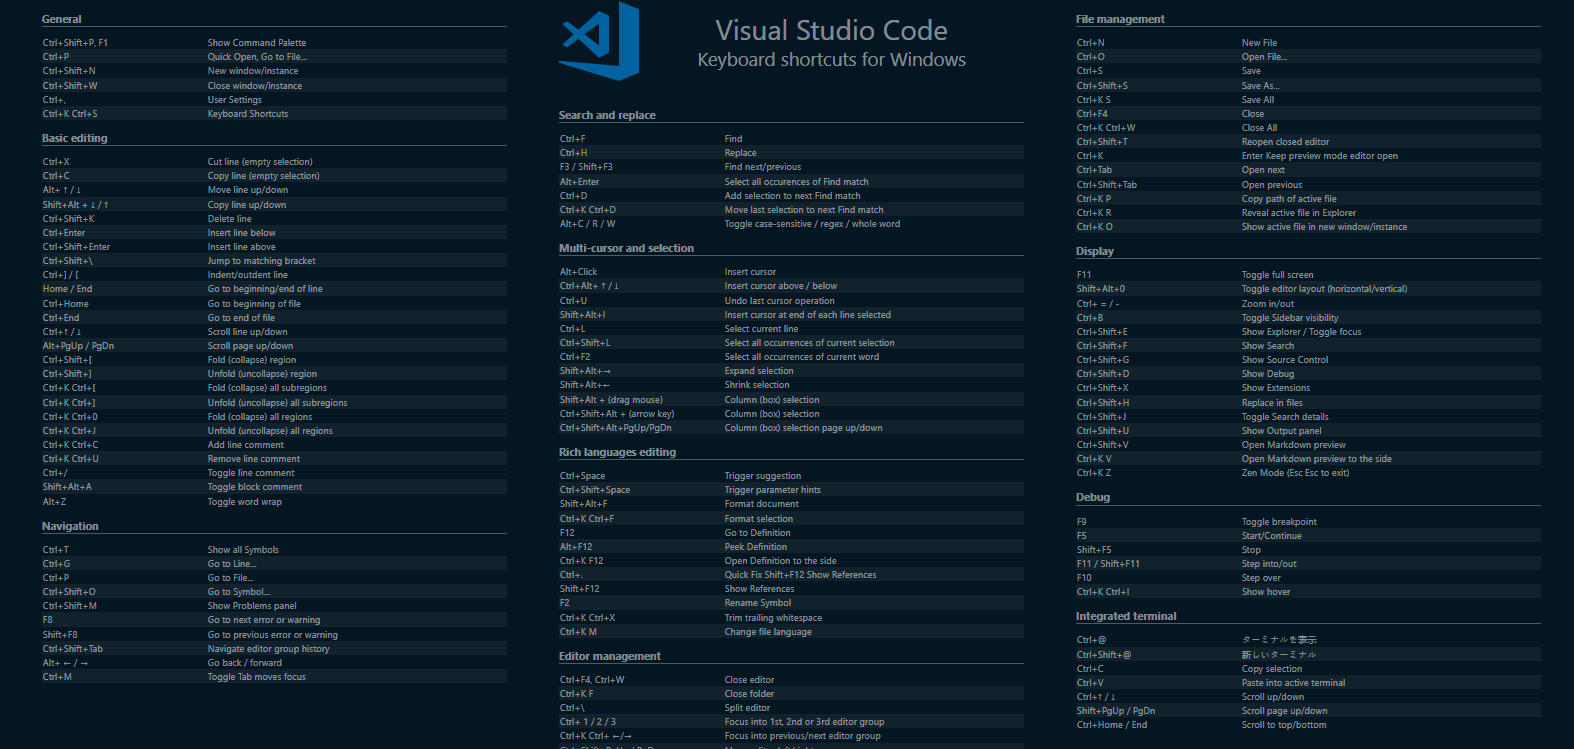 General
Ctrl+Shift+P, F1 Show Command Palette
Ctrl+P Quick Open, Go to File...
Ctrl+Shift+N New window/instance
Ctrl+Shift+W Close window/instance
Ctrl+, User Settings
Ctrl+K Ctrl+S Keyboard Shortcuts
Basic editing
Ctrl+X Cut line (empty selection)
Ctrl+C Copy line (empty selection)
Alt+ ↑ / ↓ Move line up/down
Shift+Alt + ↓ / ↑ Copy line up/down
Ctrl+Shift+K Delete line
Ctrl+Enter Insert line below
Ctrl+Shift+Enter Insert line above
Ctrl+Shift+\ Jump to matching bracket
Ctrl+] / [ Indent/outdent line
Home / End Go to beginning/end of line
Ctrl+Home Go to beginning of file
Ctrl+End Go to end of file
Ctrl+↑ / ↓ Scroll line up/down
Alt+PgUp / PgDn Scroll page up/down
Ctrl+Shift+[ Fold (collapse) region
Ctrl+Shift+] Unfold (uncollapse) region
Ctrl+K Ctrl+[ Fold (collapse) all subregions
Ctrl+K Ctrl+] Unfold (uncollapse) all subregions
Ctrl+K Ctrl+0 Fold (collapse) all regions
Ctrl+K Ctrl+J Unfold (uncollapse) all regions
Ctrl+K Ctrl+C Add line comment
Ctrl+K Ctrl+U Remove line comment
Ctrl+/ Toggle line comment
Shift+Alt+A Toggle block comment
Alt+Z Toggle word wrap
Navigation
Ctrl+T Show all Symbols
Ctrl+G Go to Line...
Ctrl+P Go to File...
Ctrl+Shift+O Go to Symbol...
Ctrl+Shift+M Show Problems panel
F8 Go to next error or warning
Shift+F8 Go to previous error or warning
Ctrl+Shift+Tab Navigate editor group history
Alt+ ← / → Go back / forward
Ctrl+M Toggle Tab moves focus
Visual Studio Code
Keyboard shortcuts for Windows
Search and replace
Ctrl+F Find
Ctrl+H Replace
F3 / Shift+F3 Find next/previous
Alt+Enter Select all occurences of Find match
Ctrl+D Add selection to next Find match
Ctrl+K Ctrl+D Move last selection to next Find match
Alt+C / R / W Toggle case-sensitive / regex / whole word
Multi-cursor and selection
Alt+Click Insert cursor
Ctrl+Alt+ ↑ / ↓ Insert cursor above / below
Ctrl+U Undo last cursor operation
Shift+Alt+I Insert cursor at end of each line selected
Ctrl+L Select current line
Ctrl+Shift+L Select all occurrences of current selection
Ctrl+F2 Select all occurrences of current word
Shift+Alt+→ Expand selection
Shift+Alt+← Shrink selection
Shift+Alt + (drag mouse) Column (box) selection
Ctrl+Shift+Alt + (arrow key) Column (box) selection
Ctrl+Shift+Alt+PgUp/PgDn Column (box) selection page up/down
Rich languages editing
Ctrl+Space Trigger suggestion
Ctrl+Shift+Space Trigger parameter hints
Shift+Alt+F Format document
Ctrl+K Ctrl+F Format selection
F12 Go to Definition
Alt+F12 Peek Definition
Ctrl+K F12 Open Definition to the side
Ctrl+. Quick Fix Shift+F12 Show References
Shift+F12 Show References
F2 Rename Symbol
Ctrl+K Ctrl+X Trim trailing whitespace
Ctrl+K M Change file language
Editor management
Ctrl+F4, Ctrl+W Close editor
Ctrl+K F Close folder
Ctrl+\ Split editor
Ctrl+ 1 / 2 / 3 Focus into 1st, 2nd or 3rd editor group
Ctrl+K Ctrl+ ←/→ Focus into previous/next editor group
File management
Ctrl+N New File
Ctrl+O Open File...
Ctrl+S Save
Ctrl+Shift+S Save As...
Ctrl+K S Save All
Ctrl+F4 Close
Ctrl+K Ctrl+W Close All
Ctrl+Shift+T Reopen closed editor
Ctrl+K Enter Keep preview mode editor open
Ctrl+Tab Open next
Ctrl+Shift+Tab Open previous
Ctrl+K P Copy path of active file
Ctrl+K R Reveal active file in Explorer
Ctrl+K O Show active file in new window/instance
Display
F11 Toggle full screen
Shift+Alt+0 Toggle editor layout (horizontal/vertical)
Ctrl+ = / - Zoom in/out
Ctrl+B Toggle Sidebar visibility
Ctrl+Shift+E Show Explorer / Toggle focus
Ctrl+Shift+F Show Search
Ctrl+Shift+G Show Source Control
Ctrl+Shift+D Show Debug
Ctrl+Shift+X Show Extensions
Ctrl+Shift+H Replace in files
Ctrl+Shift+J Toggle Search details
Ctrl+Shift+U Show Output panel
Ctrl+Shift+V Open Markdown preview
Ctrl+K V Open Markdown preview to the side
Ctrl+K Z Zen Mode (Esc Esc to exit)
Debug
F9 Toggle breakpoint
F5 Start/Continue
Shift+F5 Stop
F11 / Shift+F11 Step into/out
F10 Step over
Ctrl+K Ctrl+I Show hover
Integrated terminal
Ctrl+@ ターミナルを表示
Ctrl+Shift+@ 新しいターミナル
Ctrl+C Copy selection
Ctrl+V Paste into active terminal
Ctrl+↑ / ↓ Scroll up/down
Shift+PgUp / PgDn Scroll page up/down
Ctrl+Home / End Scroll to top/bottom